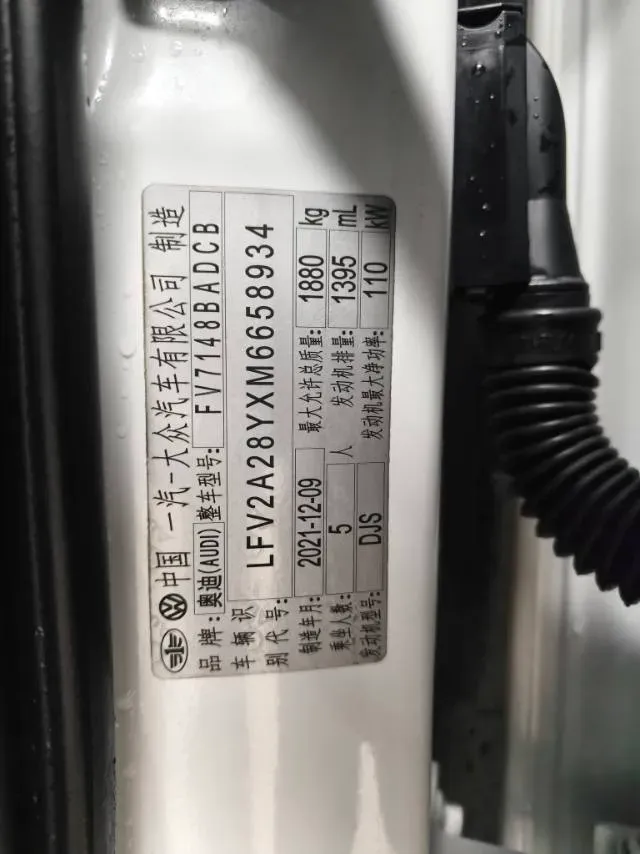 中国 一汽-大众汽车有限公司 制造
品牌: 奥迪(AUDI) 整车型号: FV7148BADCB
车辆识别代号: LFV2A28YXM6658934
制造年月: 2021-12-09 最大允许总质量: 1880 kg
乘坐人数: 5 人 发动机排量: 1395 mL
发动机型号: DJS 发动机最大净功率: 110 kW